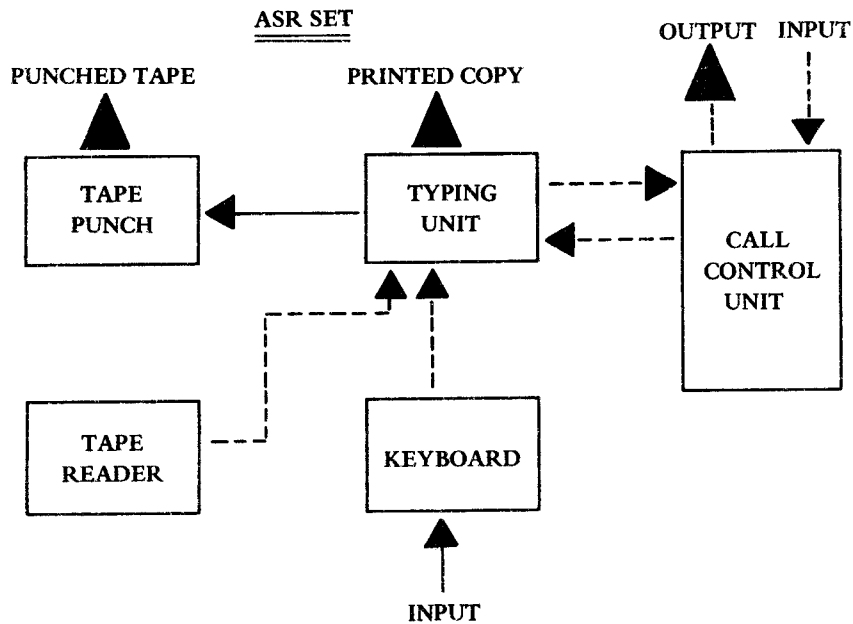 ASR SET
OUTPUT INPUT
PUNCHED TAPE
PRINTED COPY
TAPE
PUNCH
TYPING
UNIT
CALL
CONTROL
UNIT
TAPE
READER
KEYBOARD
INPUT